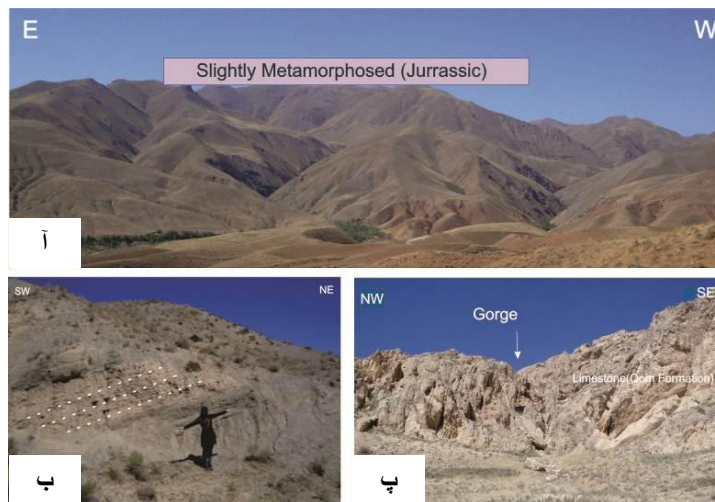 E
W
Slightly Metamorphosed (Jurrassic)
آ
SW
NE
ب
NW
SE
Gorge
Limestone(Qom Formation)
پ